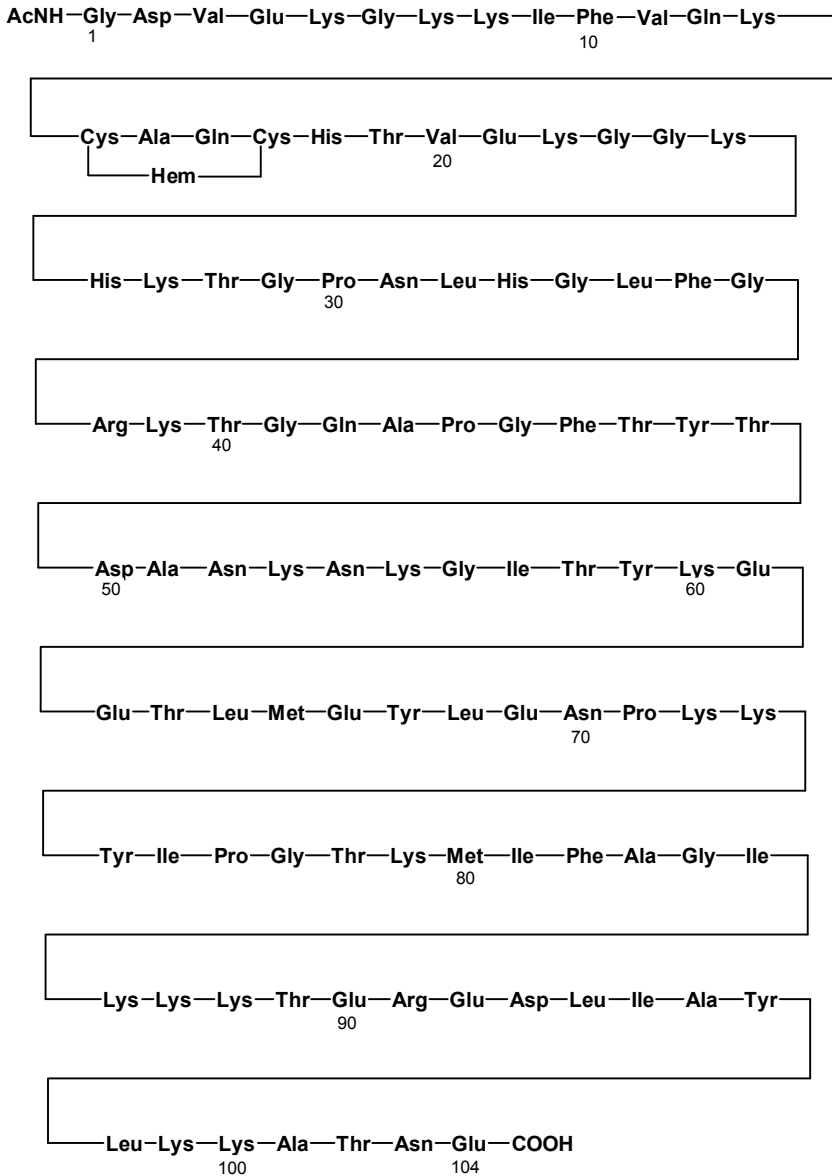 AcNH—Gly—Asp—Val—Glu—Lys—Gly—Lys—Lys—Ile—Phe—Val—Gln—Lys
1 10
Cys—Ala—Gln—Cys—His—Thr—Val—Glu—Lys—Gly—Gly—Lys
Hem 20
His—Lys—Thr—Gly—Pro—Asn—Leu—His—Gly—Leu—Phe—Gly
30
Arg—Lys—Thr—Gly—Gln—Ala—Pro—Gly—Phe—Thr—Tyr—Thr
40
Asp—Ala—Asn—Lys—Asn—Lys—Gly—Ile—Thr—Tyr—Lys—Glu
50 60
Glu—Thr—Leu—Met—Glu—Tyr—Leu—Glu—Asn—Pro—Lys—Lys
70
Tyr—Ile—Pro—Gly—Thr—Lys—Met—Ile—Phe—Ala—Gly—Ile
80
Lys—Lys—Lys—Thr—Glu—Arg—Glu—Asp—Leu—Ile—Ala—Tyr
90
Leu—Lys—Lys—Ala—Thr—Asn—Glu—COOH
100 104